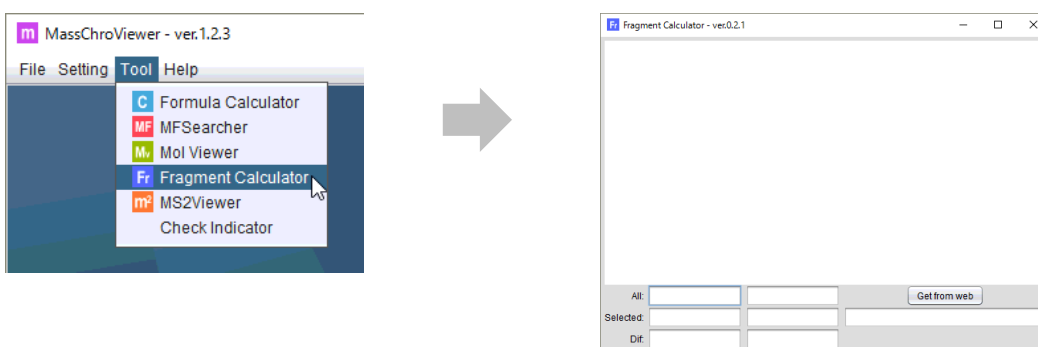 m MassChroViewer - ver.1.2.3
File Setting Tool Help
C Formula Calculator
MF MFSearcher
Mv Mol Viewer
Fr Fragment Calculator
m² MS2Viewer
Check Indicator
Fr Fragment Calculator - ver.0.2.1
All:
Get from web
Selected:
Dif: